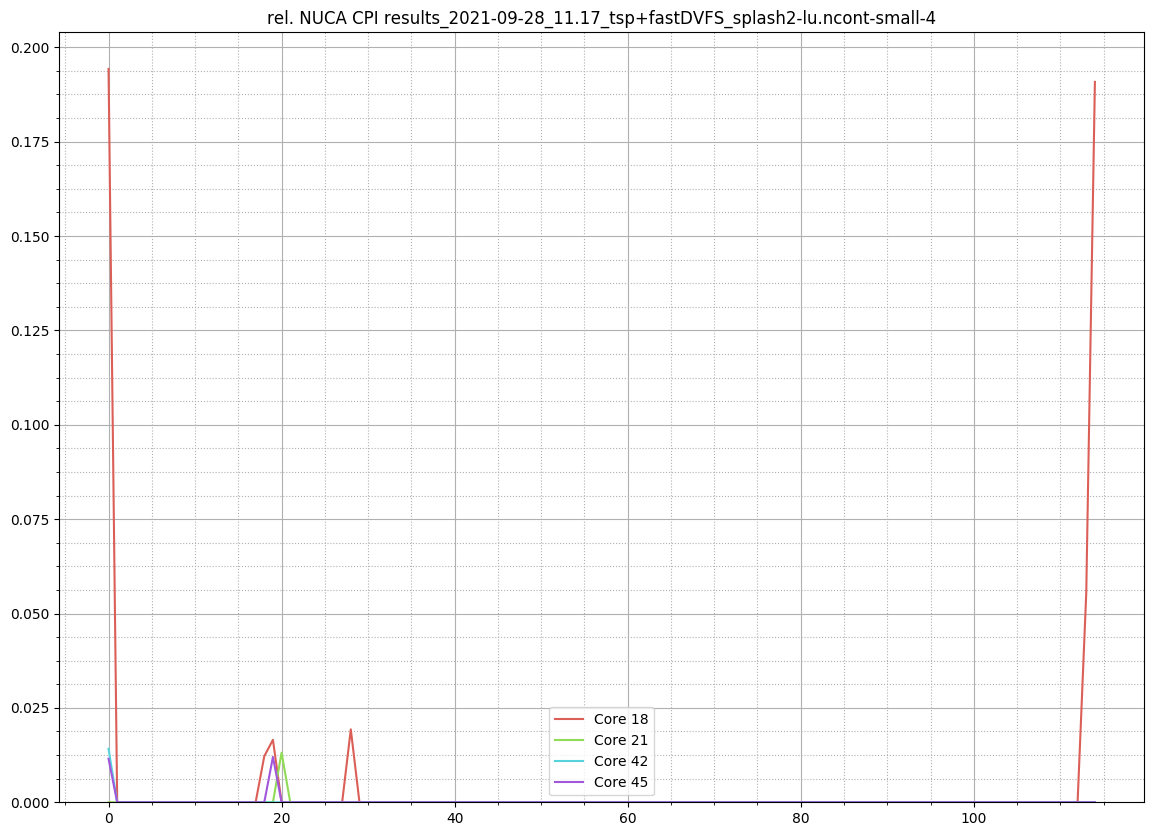 rel. NUCA CPI results_2021-09-28_11.17_tsp+fastDVFS_splash2-lu.ncont-small-4
0.200
0.175
0.150
0.125
0.100
0.075
0.050
0.025
0.000
Core 18
Core 21
Core 42
Core 45
0 20 40 60 80 100